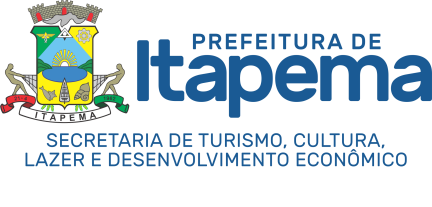 PREFEITURA DE
Itapema
ITAPEMA
SECRETARIA DE TURISMO, CULTURA,
LAZER E DESENVOLVIMENTO ECONÔMICO